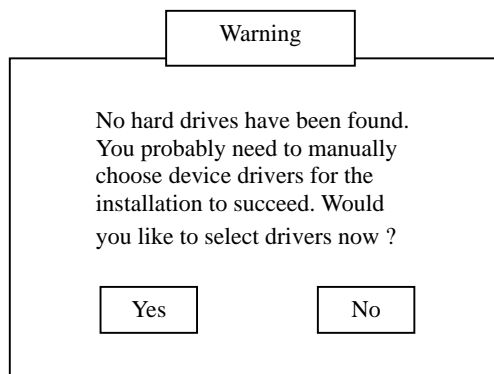 Warning
No hard drives have been found.
You probably need to manually
choose device drivers for the
installation to succeed. Would
you like to select drivers now ?
Yes No